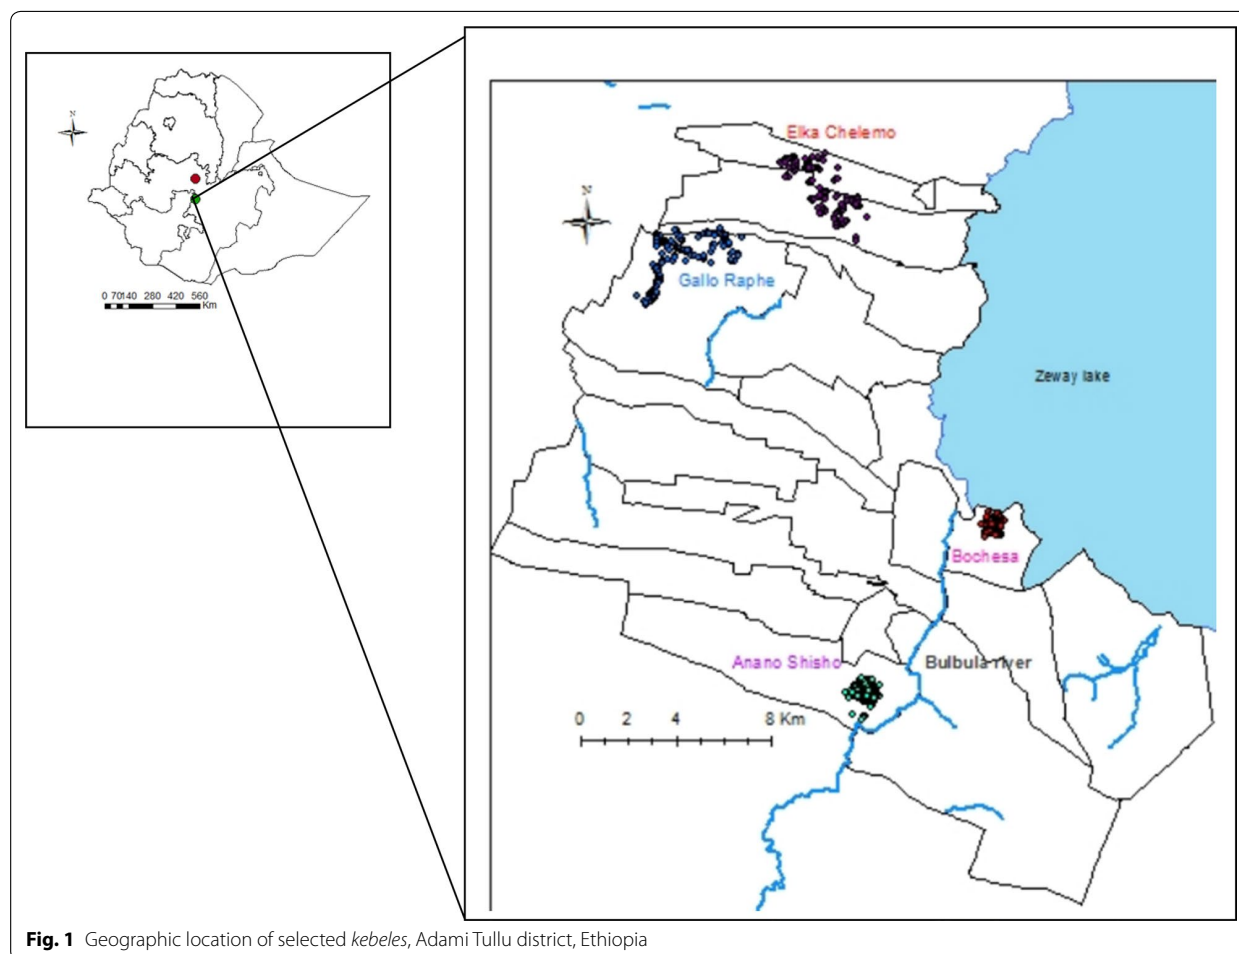 N
0 70140 280 420 560
Km
Elka Chelemo
N
Gallo Raphe
Zeway lake
Bochesa
Anano Shisho
Bulbula river
0 2 4 8 Km
Fig. 1 Geographic location of selected kebeles, Adami Tullu district, Ethiopia